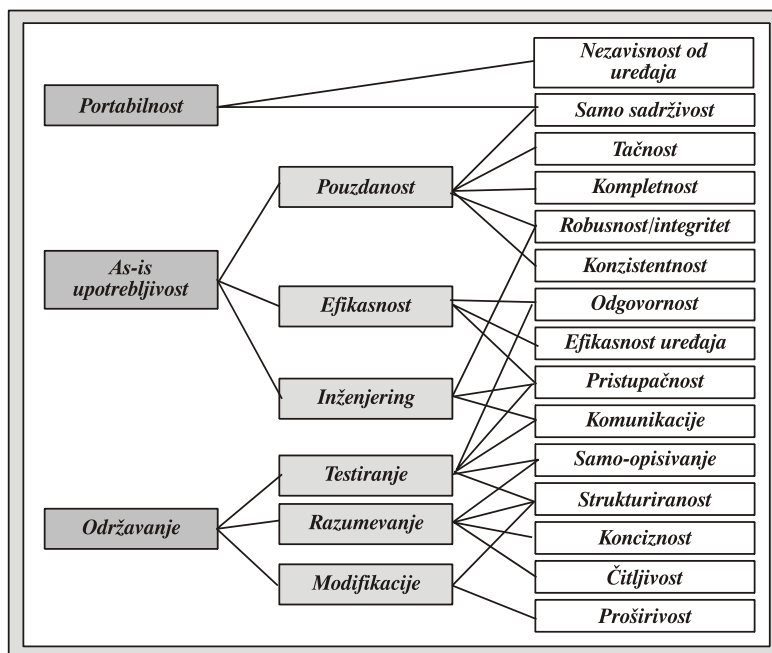 Portabilnost
As-is
upotrebljivost
Održavanje
Pouzdanost
Efikasnost
Inženjering
Testiranje
Razumevanje
Modifikacije
Nezavisnost od
uređaja
Samo sadrživost
Tačnost
Kompletnost
Robusnost/integritet
Konzistentnost
Odgovornost
Efikasnost uređaja
Pristupačnost
Komunikacije
Samo-opisivanje
Strukturiranost
Konciznost
Čitljivost
Proširivost